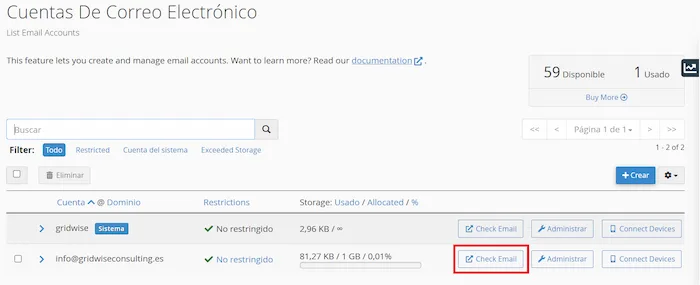 Cuentas De Correo Electrónico
List Email Accounts
This feature lets you create and manage email accounts. Want to learn more? Read our documentation .
59 Disponible 1 Usado
Buy More
Buscar
<< < Página 1 de 1 > >>
Filter: Todo Restricted Cuenta del sistema Exceeded Storage
1 - 2 of 2
Eliminar + Crear
Cuenta @ Dominio Restrictions Storage: Usado / Allocated / %
gridwise Sistema No restringido 2,96 KB / ∞ Check Email Administrar Connect Devices
info@gridwiseconsulting.es No restringido 81,27 KB / 1 GB / 0,01% Check Email Administrar Connect Devices